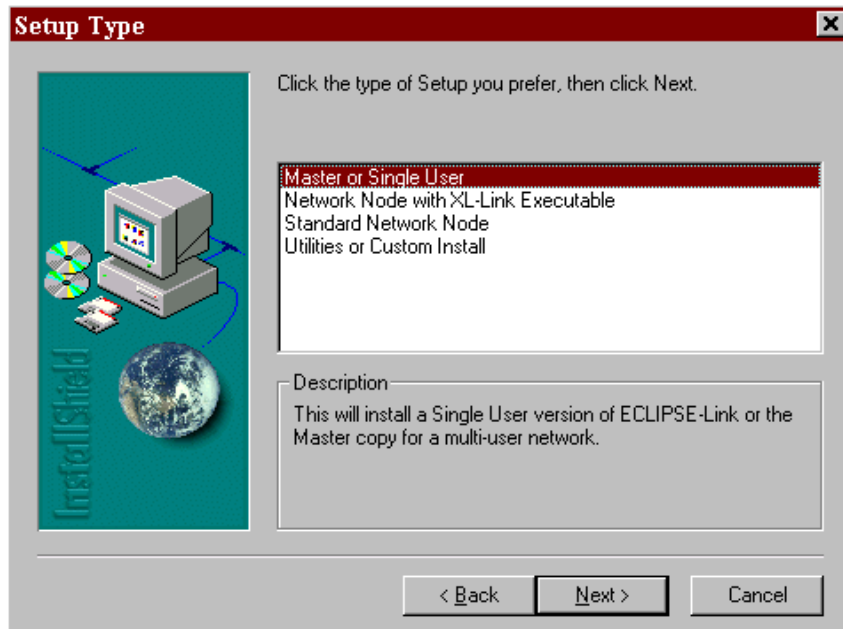 Setup Type
Click the type of Setup you prefer, then click Next.
Master or Single User
Network Node with XL-Link Executable
Standard Network Node
Utilities or Custom Install
InstallShield
Description
This will install a Single User version of ECLIPSE-Link or the
Master copy for a multi-user network.
< Back
Next >
Cancel